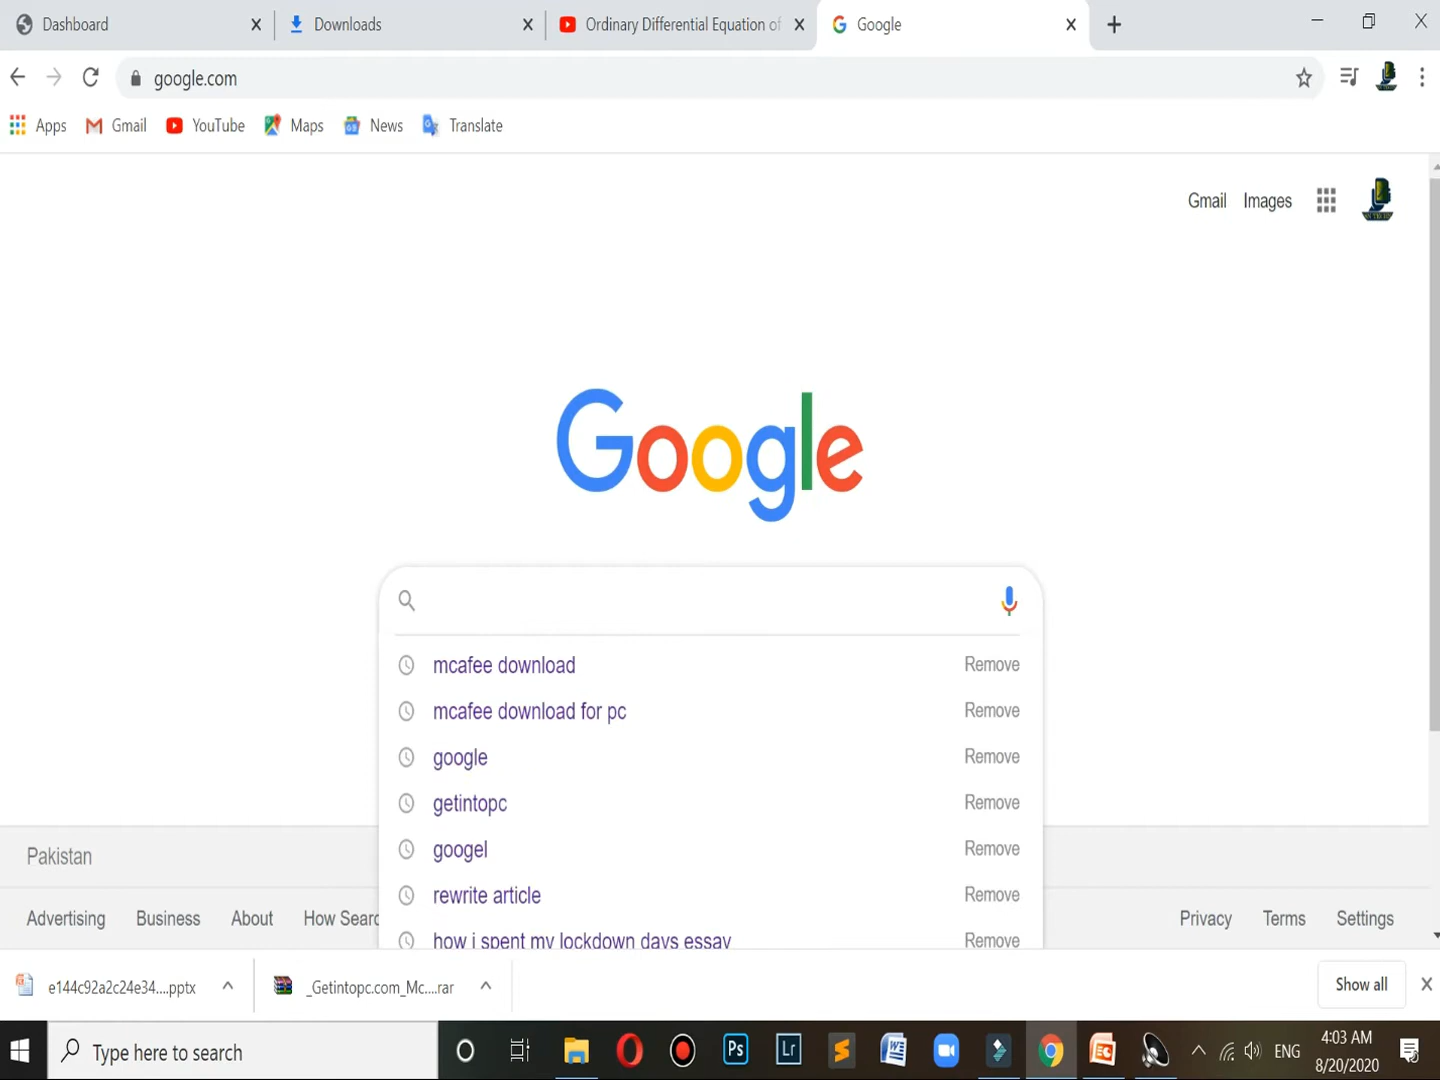 Dashboard
Downloads
Ordinary Differential Equation of
Google
google.com
Apps
Gmail
YouTube
Maps
News
Translate
Gmail
Images
Google
mcafee download
Remove
mcafee download for pc
Remove
google
Remove
getintopc
Remove
googel
Remove
rewrite article
Remove
how i spent my lockdown days essay
Remove
Pakistan
Advertising
Business
About
How Searc
Privacy
Terms
Settings
e144c92a2c24e34....pptx
_Getintopc.com_Mc....rar
Show all
Type here to search
Ps
Lr
ENG
4:03 AM
8/20/2020